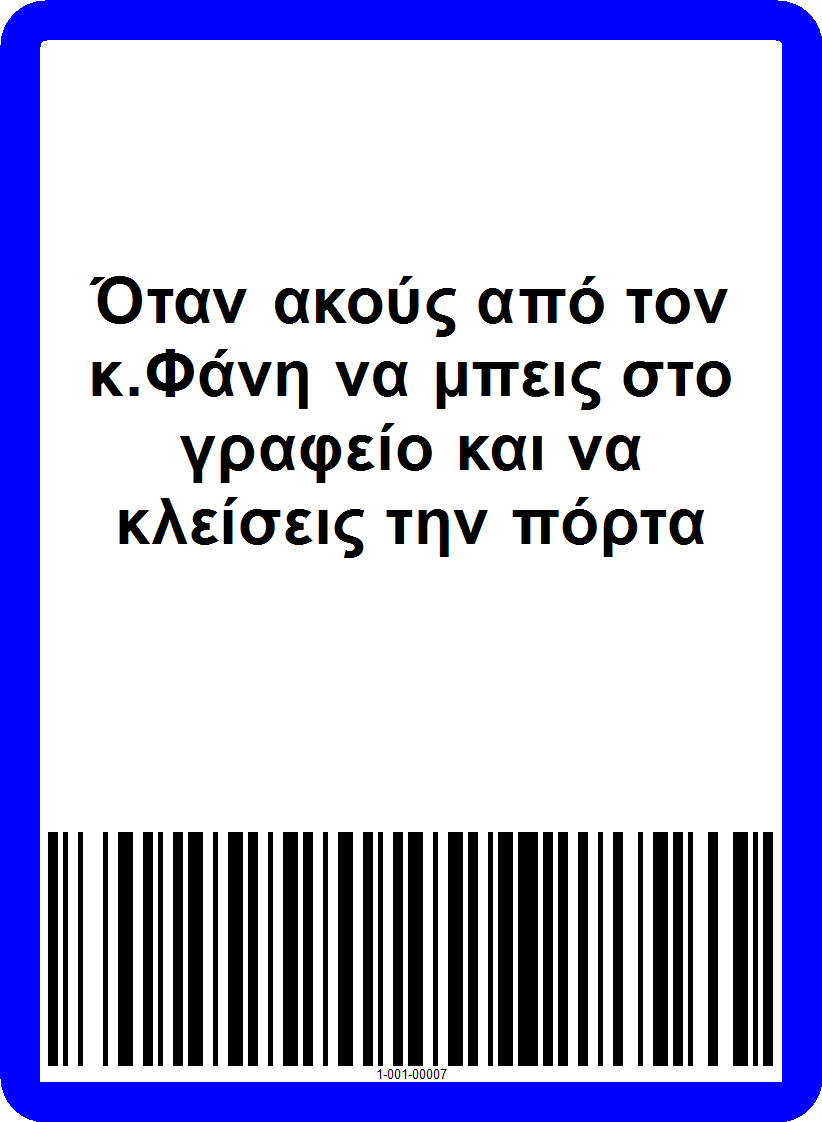 Όταν ακούς από τον
κ.Φάνη να μπεις στο
γραφείο και να
κλείσεις την πόρτα
1-001-00007